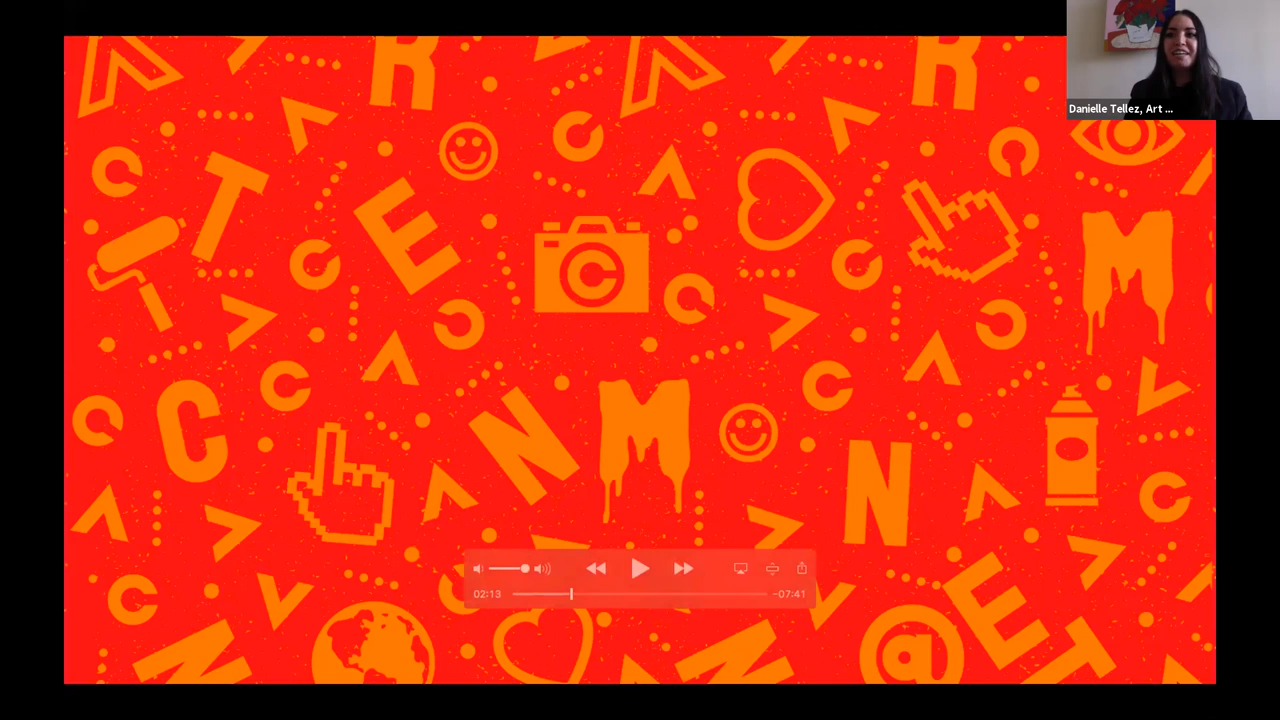 A R A R
Danielle Tellez, Art ...
T E C M
C N M N
02:13 -07:41
N N @ E T